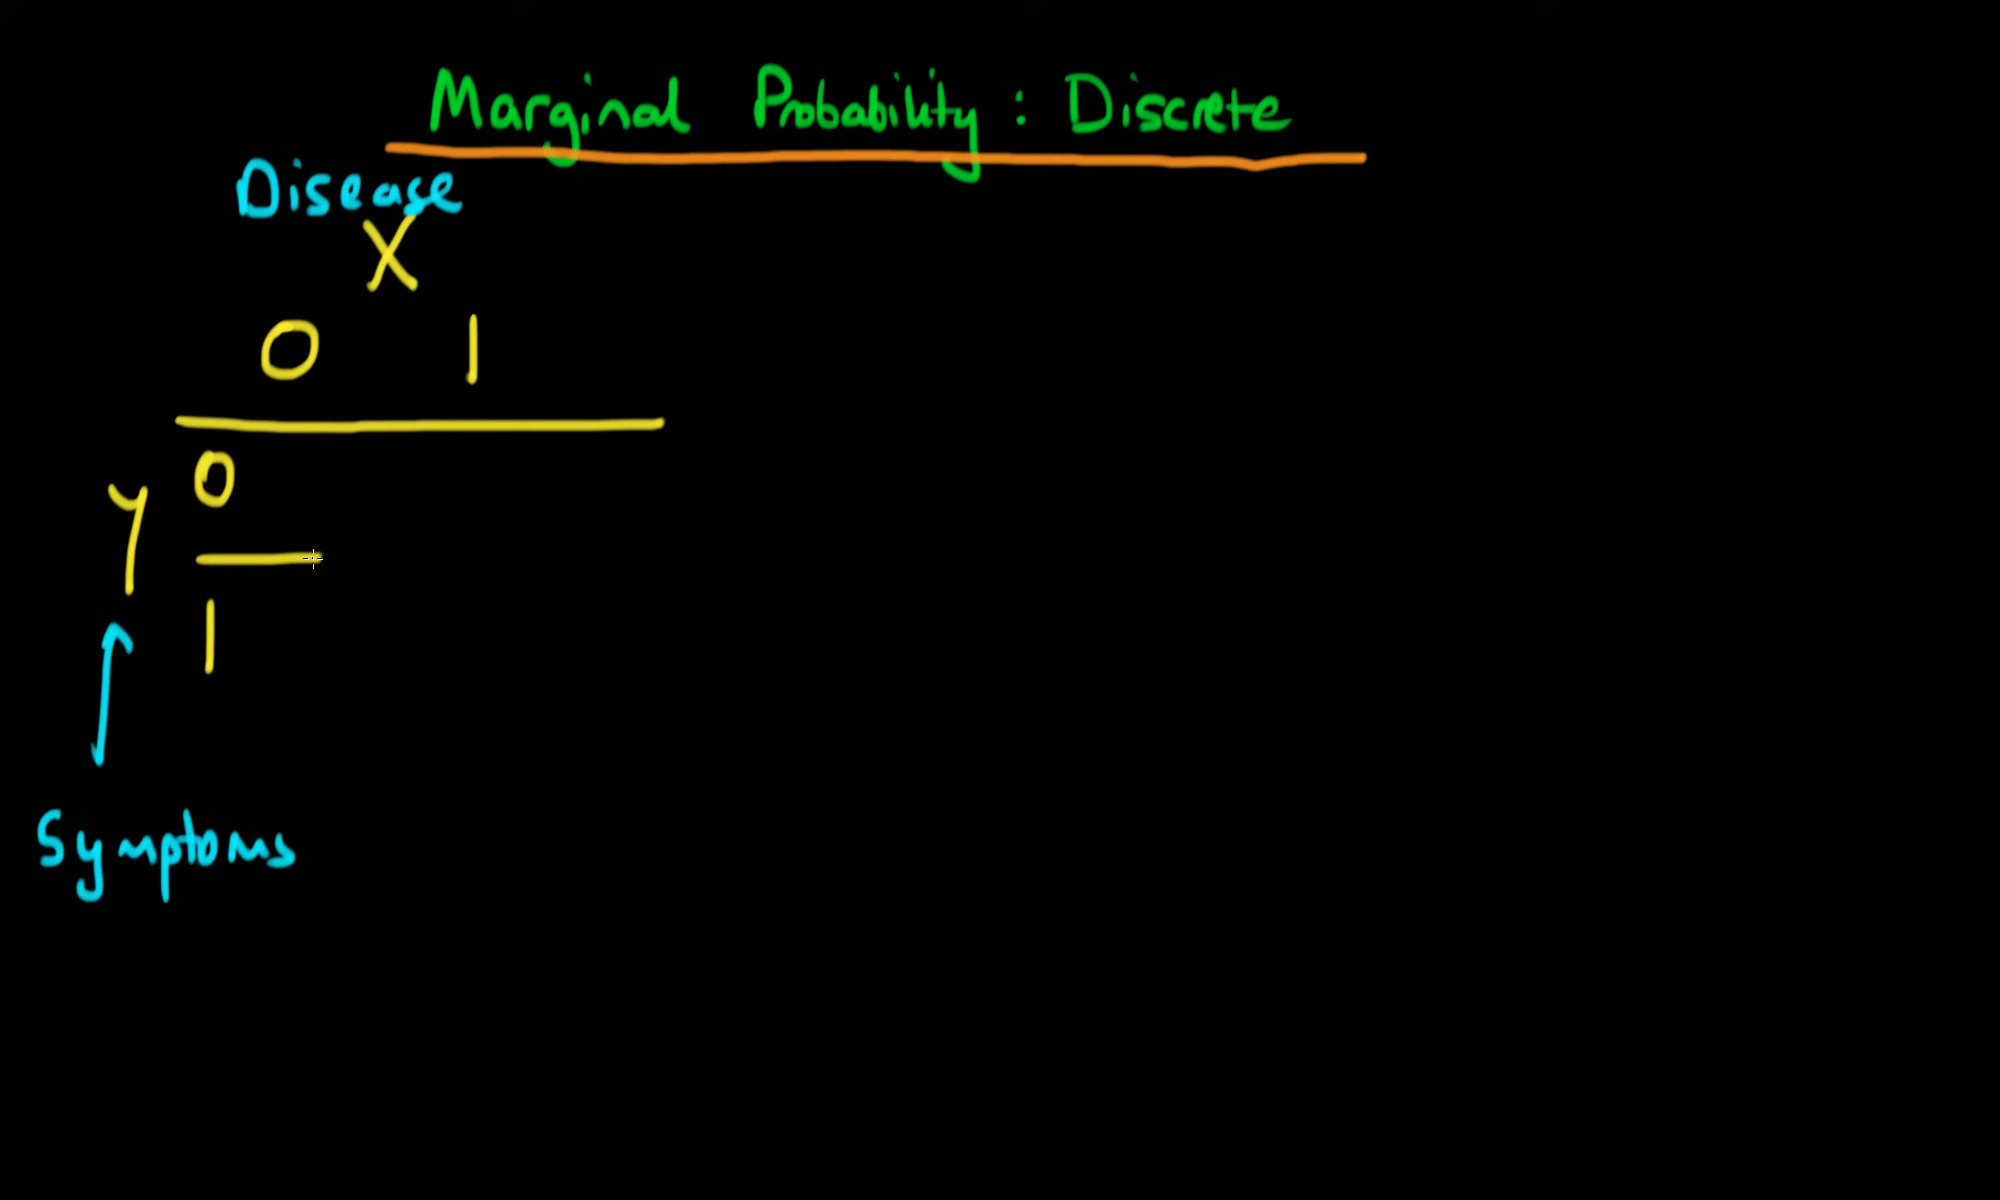 Marginal Probability: Discrete
Disease
X
0 1
0
y
1
Symptoms